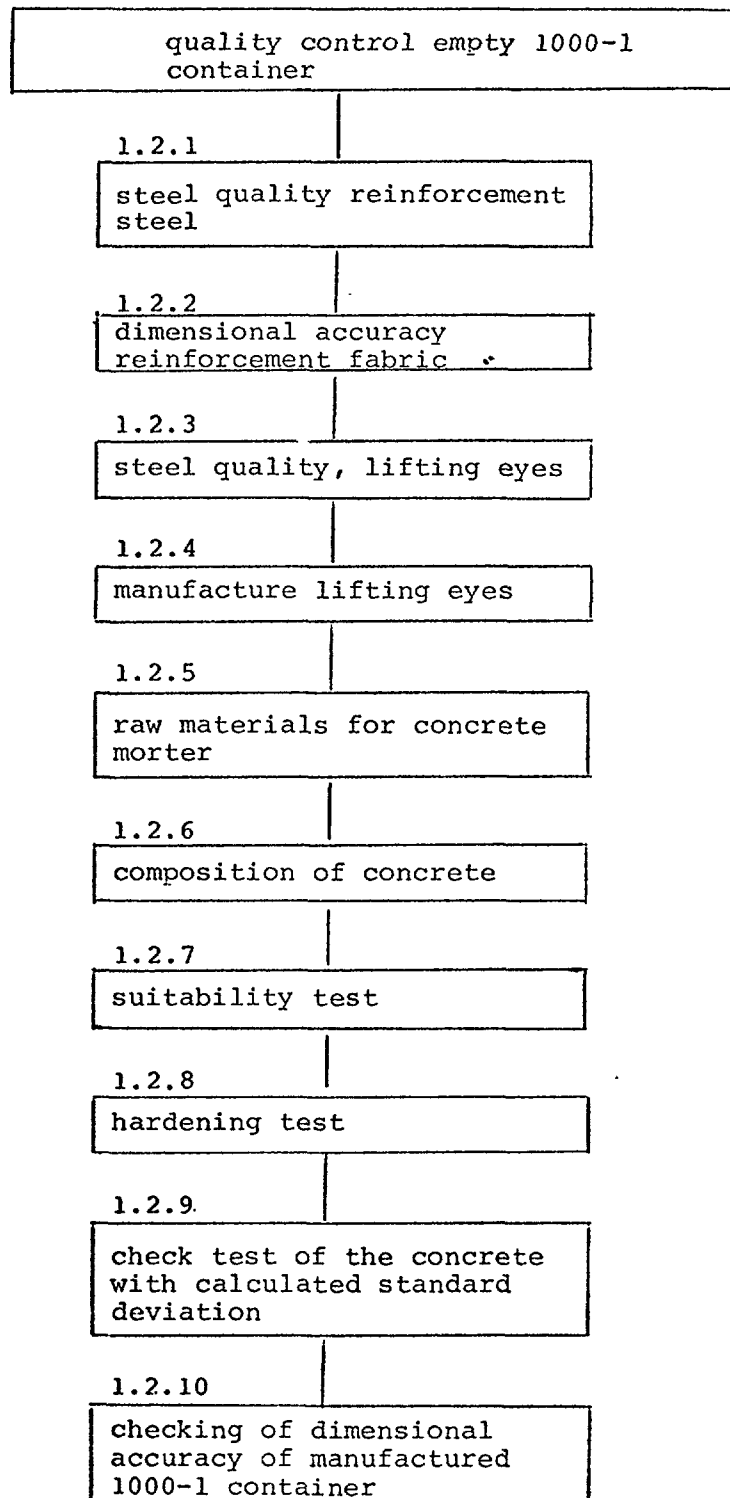 quality control empty 1000-l
container
1.2.1
steel quality reinforcement
steel
1.2.2
dimensional accuracy
reinforcement fabric
1.2.3
steel quality, lifting eyes
1.2.4
manufacture lifting eyes
1.2.5
raw materials for concrete
morter
1.2.6
composition of concrete
1.2.7
suitability test
1.2.8
hardening test
1.2.9.
check test of the concrete
with calculated standard
deviation
1.2.10
checking of dimensional
accuracy of manufactured
1000-l container